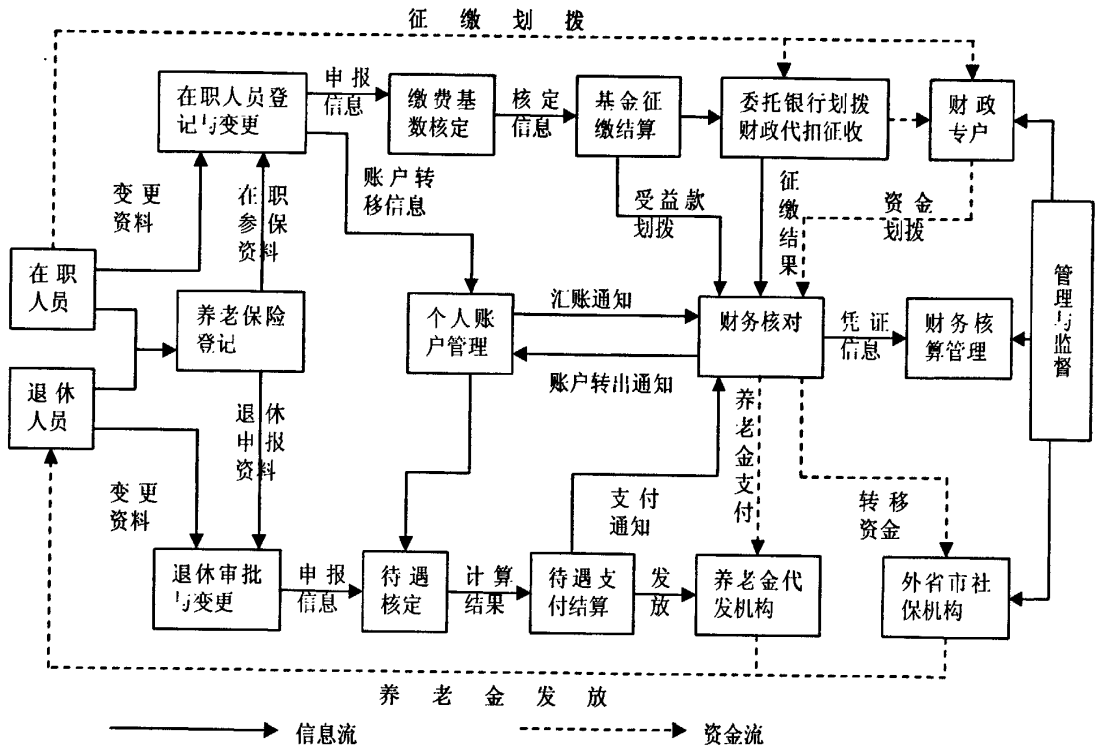 征缴划拨
在职人员登
记与变更
申报
信息
缴费基
数核定
核定
信息
基金征
缴结算
委托银行划拨
财政代扣征收
财政
专户
变更
资料
在职
参保
资料
账户转
移信息
受益款
划拨
征缴结果
资金
划拨
在职
人员
养老保险
登记
个人账
户管理
汇账通知
账户转出通知
财务核对
凭证
信息
财务核
算管理
管理与监督
退休
人员
退休
申报
资料
变更
资料
支付
通知
养老金支付
转移
资金
退休审批
与变更
申报
信息
待遇
核定
计算
结果
待遇支
付结算
发
放
养老金代
发机构
外省市社
保机构
养老金发放
信息流
资金流